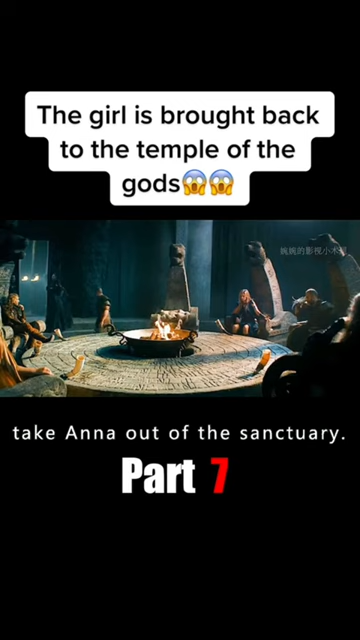 The girl is brought back
to the temple of the
gods😱😱
take Anna out of the sanctuary.
Part 7